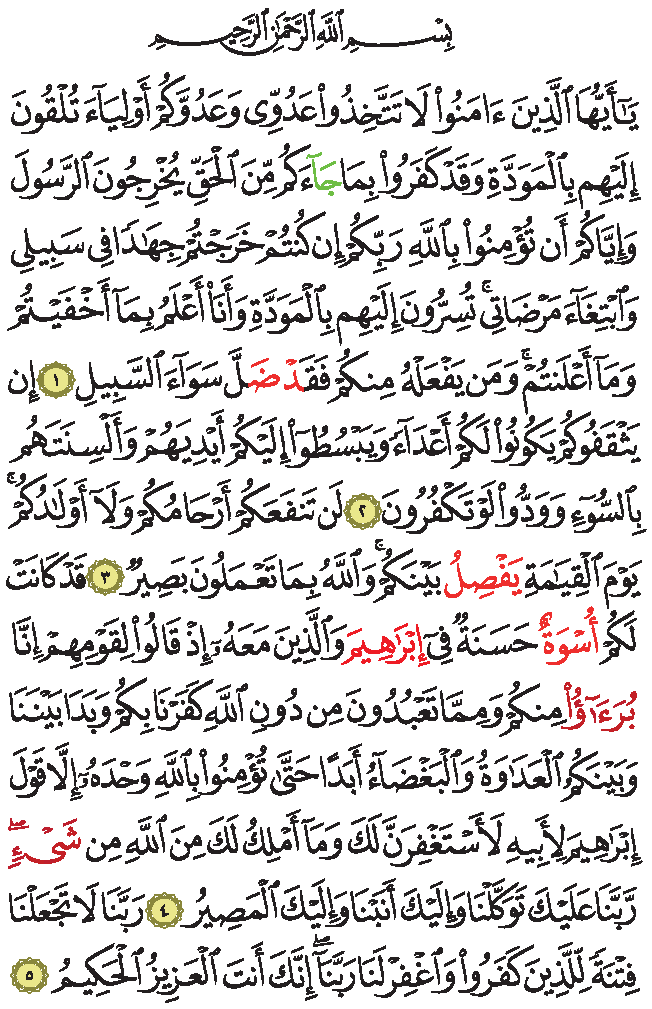 بِسْمِ ٱللَّهِ ٱلرَّحْمَٰنِ ٱلرَّحِيمِ
يَٰٓأَيُّهَا ٱلَّذِينَ ءَامَنُوا۟ لَا تَتَّخِذُوا۟ عَدُوِّى وَعَدُوَّكُمْ أَوْلِيَآءَ تُلْقُونَ
إِلَيْهِم بِٱلْمَوَدَّةِ وَقَدْ كَفَرُوا۟ بِمَا جَآءَكُم مِّنَ ٱلْحَقِّ يُخْرِجُونَ ٱلرَّسُولَ
وَإِيَّاكُمْ أَن تُؤْمِنُوا۟ بِٱللَّهِ رَبِّكُمْ إِن كُنتُمْ خَرَجْتُمْ جِهَٰدًا فِى سَبِيلِى
وَٱبْتِغَآءَ مَرْضَاتِى ۚ تُسِرُّونَ إِلَيْهِم بِٱلْمَوَدَّةِ وَأَنَا۠ أَعْلَمُ بِمَآ أَخْفَيْتُمْ
وَمَآ أَعْلَنتُمْ ۚ وَمَن يَفْعَلْهُ مِنكُمْ فَقَدْ ضَلَّ سَوَآءَ ٱلسَّبِيلِ ١ إِن
يَثْقَفُوكُمْ يَكُونُوا۟ لَكُمْ أَعْدَآءً وَيَبْسُطُوٓا۟ إِلَيْكُمْ أَيْدِيَهُمْ وَأَلْسِنَتَهُم
بِٱلسُّوٓءِ وَوَدُّوا۟ لَوْ تَكْفُرُونَ ٢ لَن تَنفَعَكُمْ أَرْحَامُكُمْ وَلَآ أَوْلَٰدُكُمْ ۚ
يَوْمَ ٱلْقِيَٰمَةِ يَفْصِلُ بَيْنَكُمْ ۚ وَٱللَّهُ بِمَا تَعْمَلُونَ بَصِيرٌ ٣ قَدْ كَانَتْ
لَكُمْ أُسْوَةٌ حَسَنَةٌ فِىٓ إِبْرَٰهِيمَ وَٱلَّذِينَ مَعَهُۥٓ إِذْ قَالُوا۟ لِقَوْمِهِمْ إِنَّا
بُرَءَٰٓؤُا۟ مِنكُمْ وَمِمَّا تَعْبُدُونَ مِن دُونِ ٱللَّهِ كَفَرْنَا بِكُمْ وَبَدَا بَيْنَنَا
وَبَيْنَكُمُ ٱلْعَدَٰوَةُ وَٱلْبَغْضَآءُ أَبَدًا حَتَّىٰ تُؤْمِنُوا۟ بِٱللَّهِ وَحْدَهُۥٓ إِلَّا قَوْلَ
إِبْرَٰهِيمَ لِأَبِيهِ لَأَسْتَغْفِرَنَّ لَكَ وَمَآ أَمْلِكُ لَكَ مِنَ ٱللَّهِ مِن شَىْءٍ ۖ
رَّبَّنَا عَلَيْكَ تَوَكَّلْنَا وَإِلَيْكَ أَنَبْنَا وَإِلَيْكَ ٱلْمَصِيرُ ٤ رَبَّنَا لَا تَجْعَلْنَا
فِتْنَةً لِّلَّذِينَ كَفَرُوا۟ وَٱغْفِرْ لَنَا رَبَّنَآ ۖ إِنَّكَ أَنتَ ٱلْعَزِيزُ ٱلْحَكِيمُ ٥